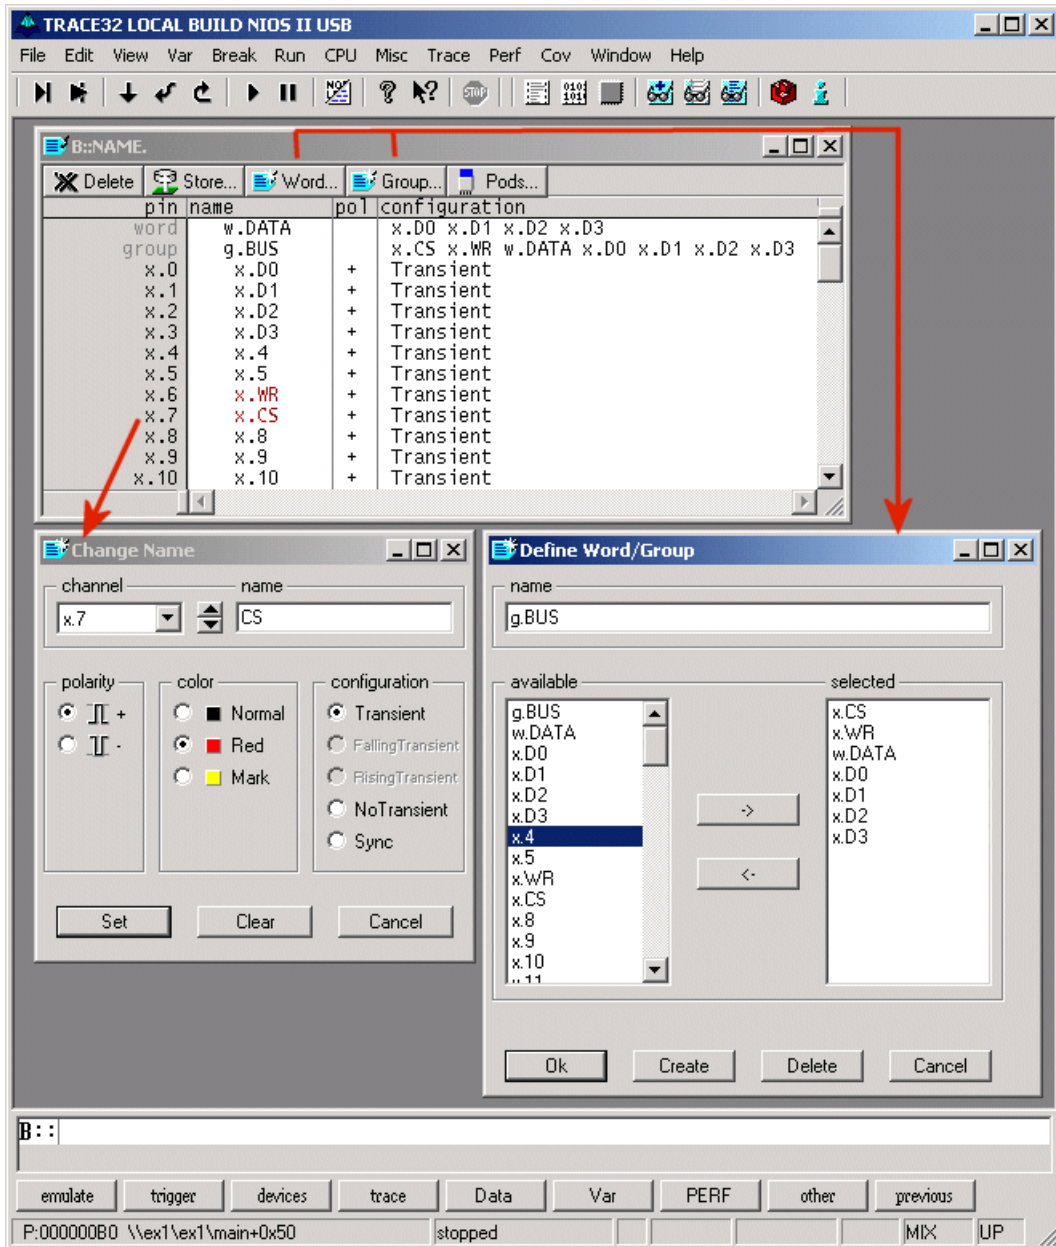 TRACE32 LOCAL BUILD NIOS II USB
File Edit View Var Break Run CPU Misc Trace Perf Cov Window Help
B::NAME.
Delete Store... Word... Group... Pods...
pin name pol configuration
word w.DATA x.D0 x.D1 x.D2 x.D3
group g.BUS x.CS x.WR w.DATA x.D0 x.D1 x.D2 x.D3
x.0 x.D0 + Transient
x.1 x.D1 + Transient
x.2 x.D2 + Transient
x.3 x.D3 + Transient
x.4 x.4 + Transient
x.5 x.5 + Transient
x.6 x.WR + Transient
x.7 x.CS + Transient
x.8 x.8 + Transient
x.9 x.9 + Transient
x.10 x.10 + Transient
Change Name
channel name
x.7 CS
polarity color configuration
+ Normal Transient
- Red FallingTransient
Mark RisingTransient
NoTransient
Sync
Set Clear Cancel
Define Word/Group
name
g.BUS
available selected
g.BUS x.CS
w.DATA x.WR
x.D0 w.DATA
x.D1 x.D0
x.D2 x.D1
x.D3 x.D2
x.4 x.D3
x.5
x.WR
x.CS
x.8
x.9
x.10
x.11
->
<-
Ok Create Delete Cancel
B::
emulate trigger devices trace Data Var PERF other previous
P:000000B0 \\ex1\ex1\main+0x50 stopped MIX UP